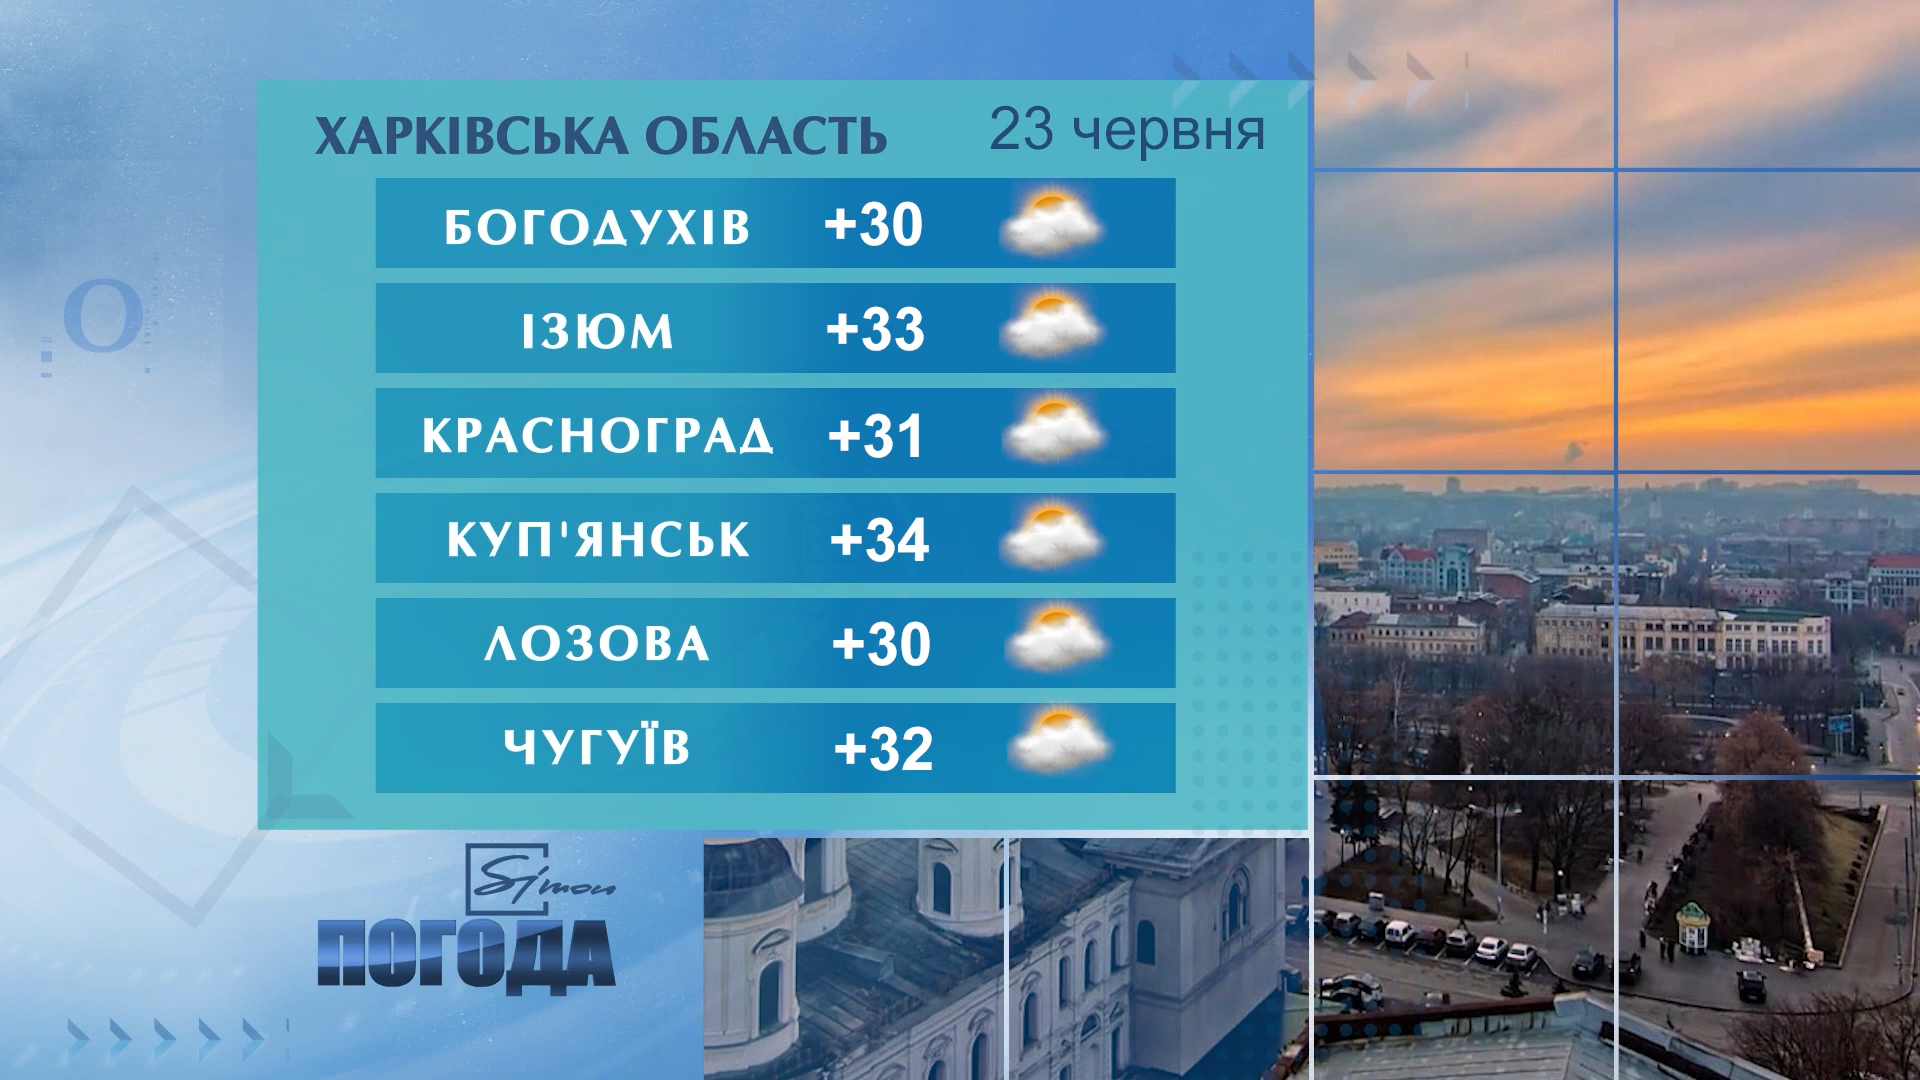 ХАРКІВСЬКА ОБЛАСТЬ 23 червня
БОГОДУХІВ +30
ІЗЮМ +33
КРАСНОГРАД +31
КУП'ЯНСЬК +34
ЛОЗОВА +30
ЧУГУЇВ +32
Simon
ПОГОДА
О